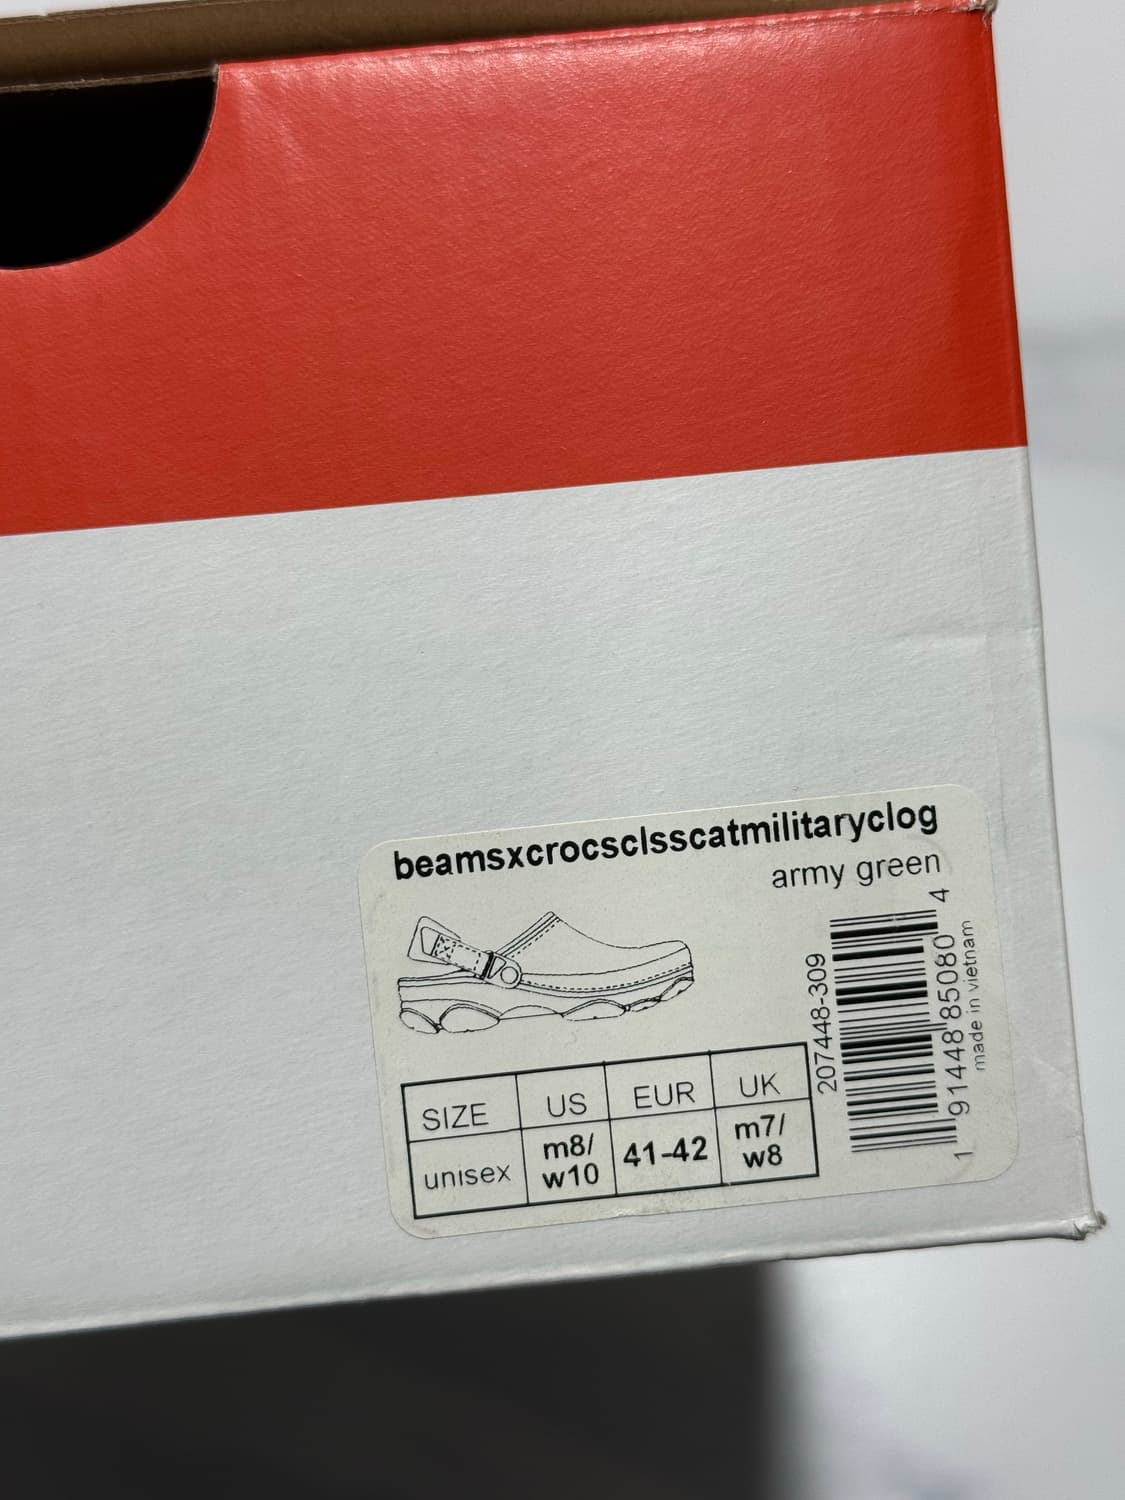 beamsxcrocsclsscatmilitaryclog
army green
207448-309
1 91448 85080 4
made in vietnam
SIZE US EUR UK
unisex m8/ w10 41-42 m7/ w8